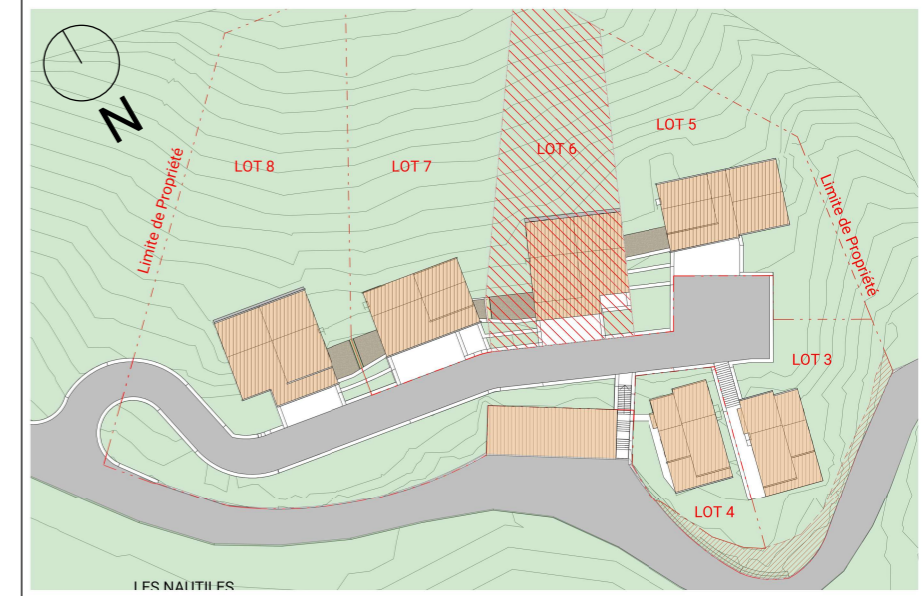 N
LOT 5
LOT 6
LOT 8
LOT 7
Limite de Propriété
Limite de Propriété
LOT 3
LOT 4
LES NAUTILES